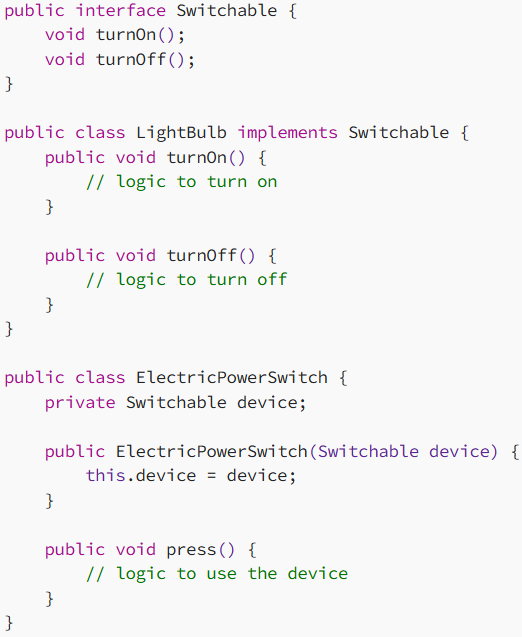 public interface Switchable {
    void turnOn();
    void turnOff();
}

public class LightBulb implements Switchable {
    public void turnOn() {
        // logic to turn on
    }

    public void turnOff() {
        // logic to turn off
    }
}

public class ElectricPowerSwitch {
    private Switchable device;

    public ElectricPowerSwitch(Switchable device) {
        this.device = device;
    }

    public void press() {
        // logic to use the device
    }
}